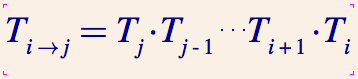 T_{i→j} = T_j · T_{j-1} ··· T_{i+1} · T_i